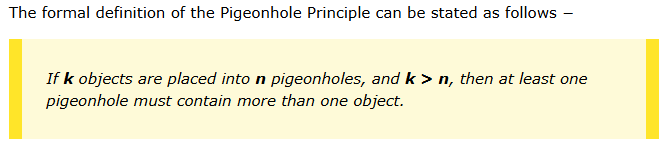 The formal definition of the Pigeonhole Principle can be stated as follows −
If k objects are placed into n pigeonholes, and k > n, then at least one
pigeonhole must contain more than one object.